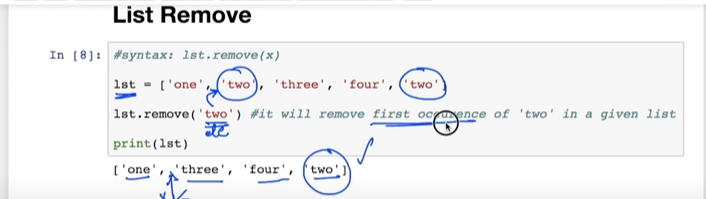 List Remove
In [8]: #syntax: lst.remove(x)
lst = ['one', 'two', 'three', 'four', 'two']
lst.remove('two') #it will remove first occurence of 'two' in a given list
print(lst)
['one', 'three', 'four', 'two']